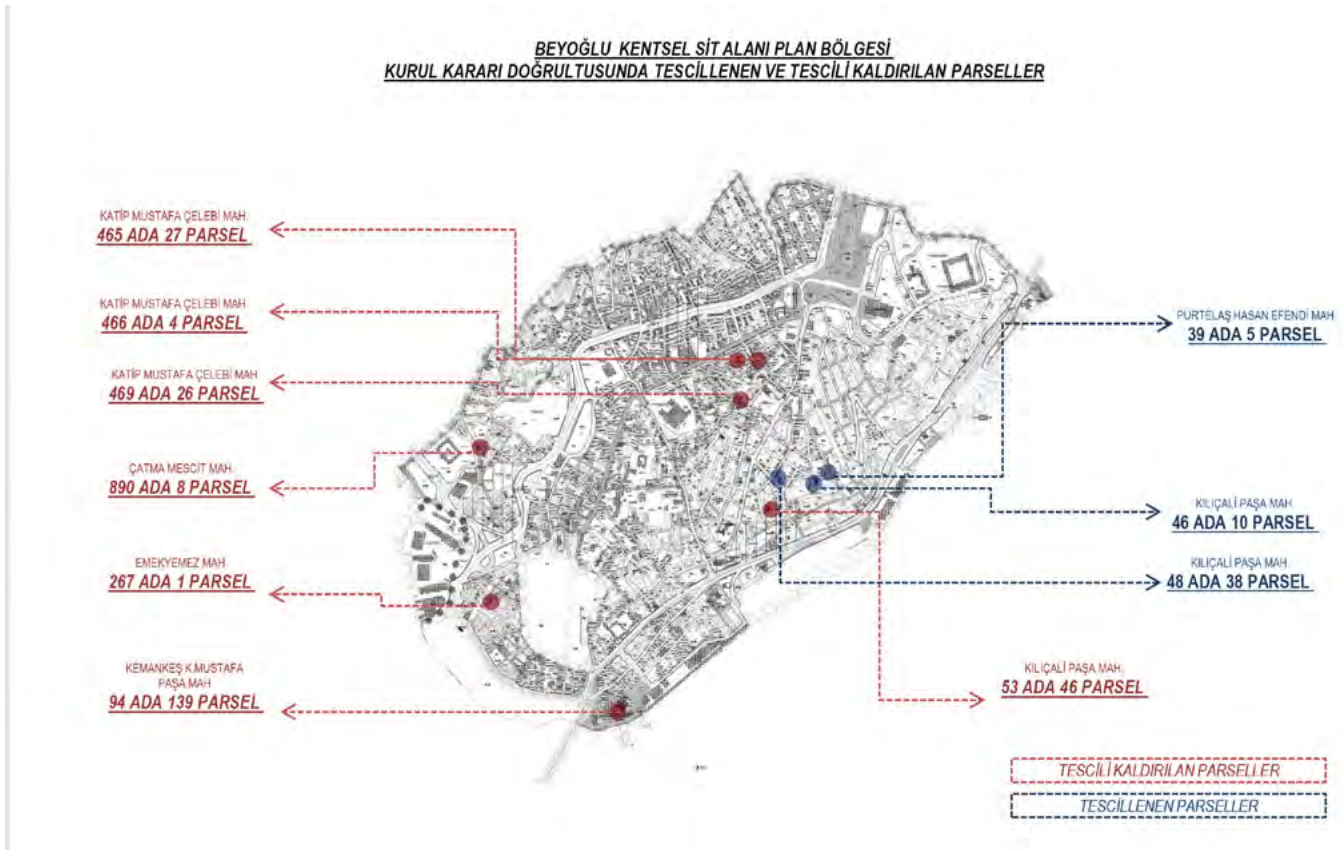 BEYOĞLU KENTSEL SİT ALANI PLAN BÖLGESİ
KURUL KARARI DOĞRULTUSUNDA TESCİLLENEN VE TESCİLİ KALDIRILAN PARSELLER
KATİP MUSTAFA ÇELEBİ MAH.
465 ADA 27 PARSEL
KATİP MUSTAFA ÇELEBİ MAH.
466 ADA 4 PARSEL
KATİP MUSTAFA ÇELEBİ MAH
469 ADA 26 PARSEL
ÇATMA MESCİT MAH.
890 ADA 8 PARSEL
EMEKYEMEZ MAH
267 ADA 1 PARSEL
KEMANKEŞ K.MUSTAFA
PAŞA MAH
94 ADA 139 PARSEL
PÜRTELAŞ HASAN EFENDİ MAH
39 ADA 5 PARSEL
KILIÇALİ PAŞA MAH.
46 ADA 10 PARSEL
KILIÇALİ PAŞA MAH.
48 ADA 38 PARSEL
KILIÇALİ PAŞA MAH.
53 ADA 46 PARSEL
TESCİLİ KALDIRILAN PARSELLER
TESCİLLENEN PARSELLER